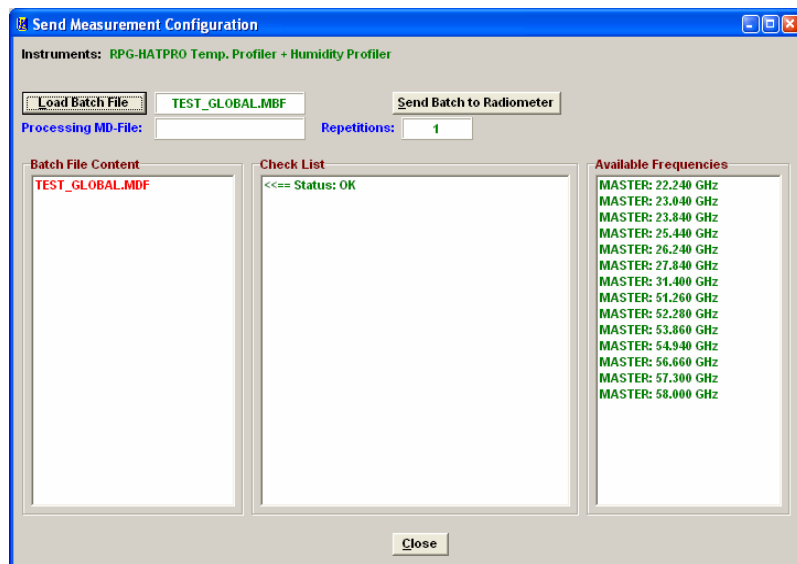 Send Measurement Configuration
Instruments: RPG-HATPRO Temp. Profiler + Humidity Profiler
Load Batch File TEST_GLOBAL.MBF Send Batch to Radiometer
Processing MD-File: Repetitions: 1
Batch File Content
TEST_GLOBAL.MDF
Check List
<<== Status: OK
Available Frequencies
MASTER: 22.240 GHz
MASTER: 23.040 GHz
MASTER: 23.840 GHz
MASTER: 25.440 GHz
MASTER: 26.240 GHz
MASTER: 27.840 GHz
MASTER: 31.400 GHz
MASTER: 51.260 GHz
MASTER: 52.280 GHz
MASTER: 53.860 GHz
MASTER: 54.940 GHz
MASTER: 56.660 GHz
MASTER: 57.300 GHz
MASTER: 58.000 GHz
Close